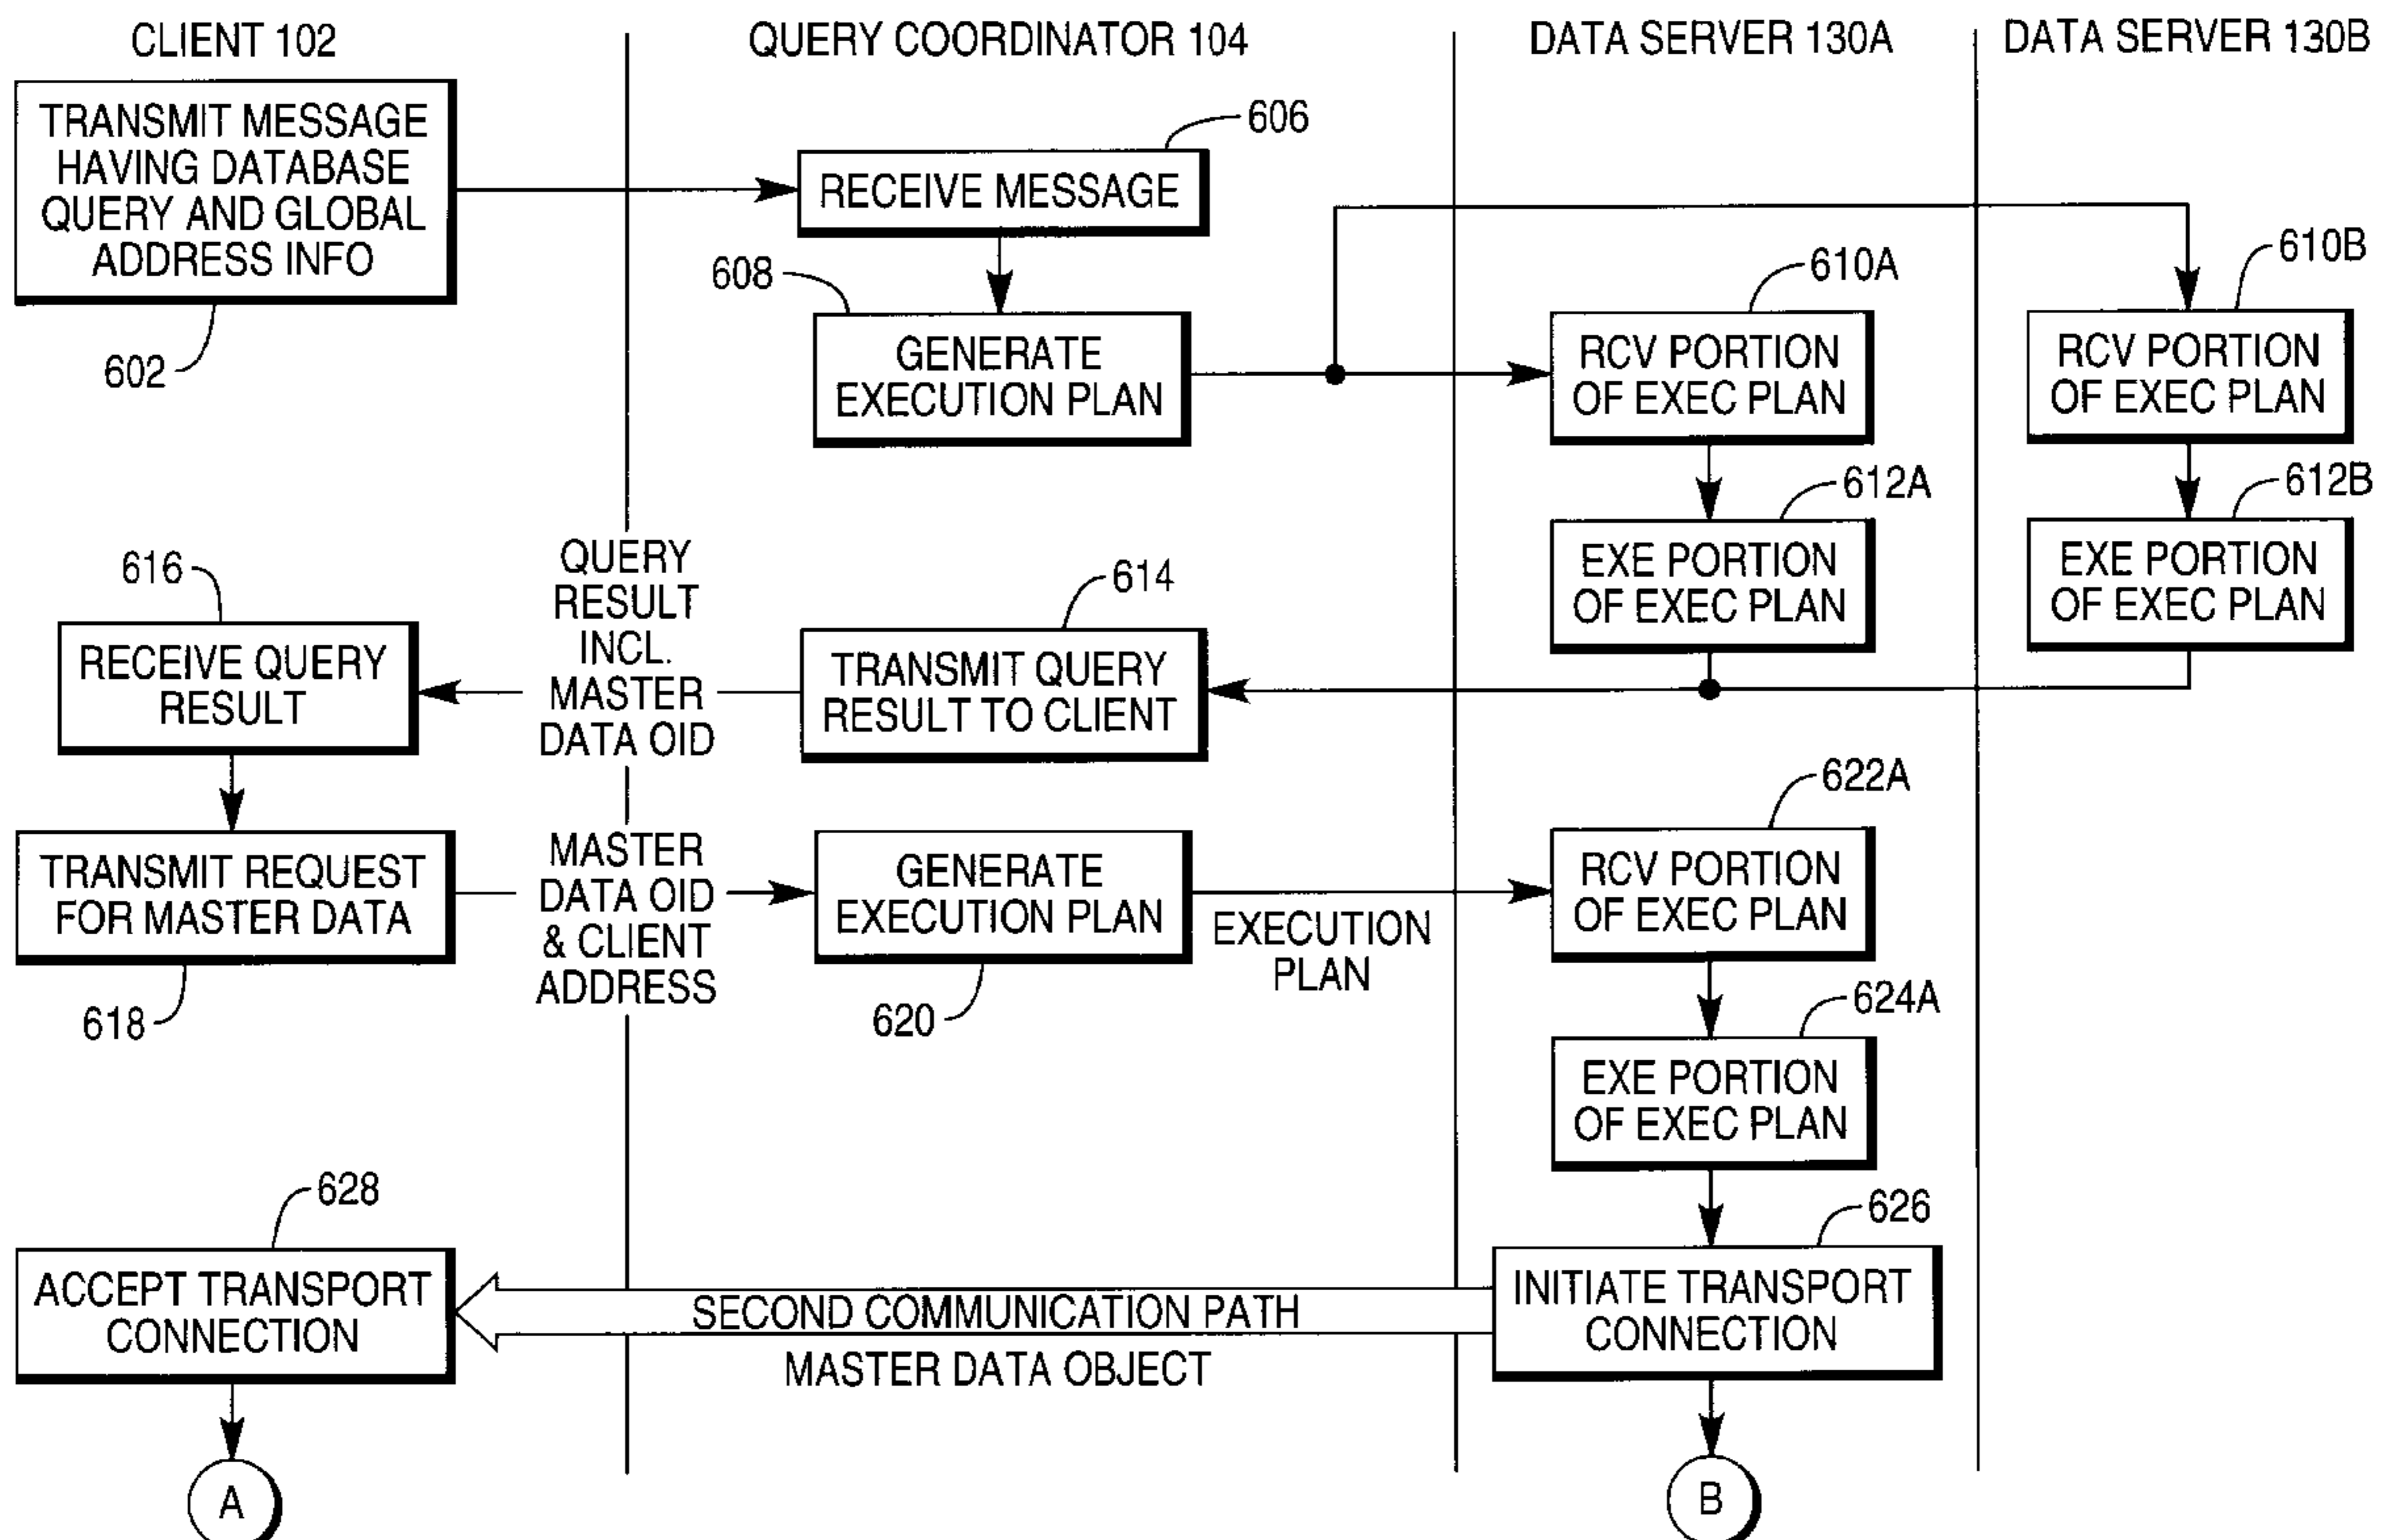 CLIENT 102
QUERY COORDINATOR 104
DATA SERVER 130A
DATA SERVER 130B
TRANSMIT MESSAGE
HAVING DATABASE
QUERY AND GLOBAL
ADDRESS INFO
602
606
RECEIVE MESSAGE
608
GENERATE
EXECUTION PLAN
610A
RCV PORTION
OF EXEC PLAN
610B
RCV PORTION
OF EXEC PLAN
612A
EXE PORTION
OF EXEC PLAN
612B
EXE PORTION
OF EXEC PLAN
614
TRANSMIT QUERY
RESULT TO CLIENT
QUERY
RESULT
INCL.
MASTER
DATA OID
616
RECEIVE QUERY
RESULT
TRANSMIT REQUEST
FOR MASTER DATA
618
MASTER
DATA OID
& CLIENT
ADDRESS
GENERATE
EXECUTION PLAN
620
EXECUTION
PLAN
622A
RCV PORTION
OF EXEC PLAN
624A
EXE PORTION
OF EXEC PLAN
626
INITIATE TRANSPORT
CONNECTION
SECOND COMMUNICATION PATH
MASTER DATA OBJECT
628
ACCEPT TRANSPORT
CONNECTION
A
B